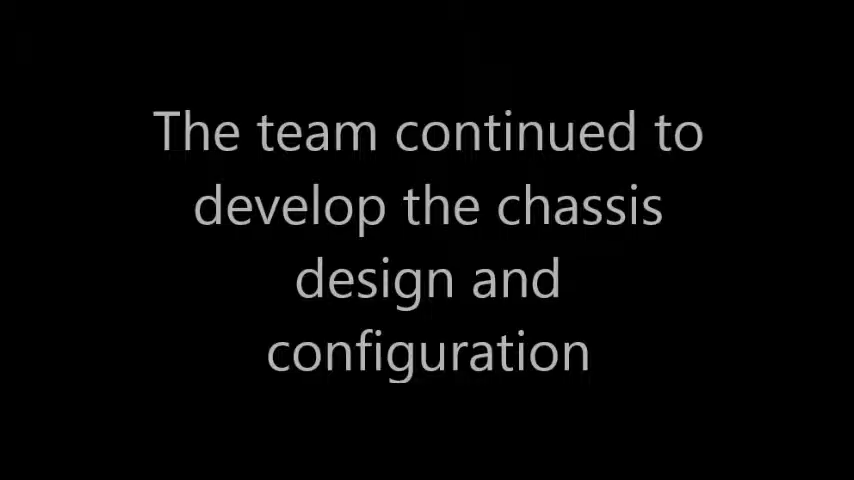 The team continued to
develop the chassis
design and
configuration